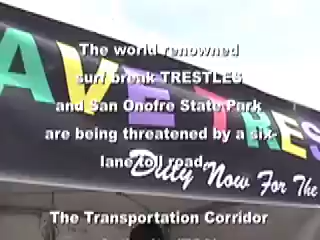 The world renowned
surf break TRESTLES
and San Onofre State Park
are being threatened by a six-
lane toll road.
The Transportation Corridor
AVE THES
Duty Now For The